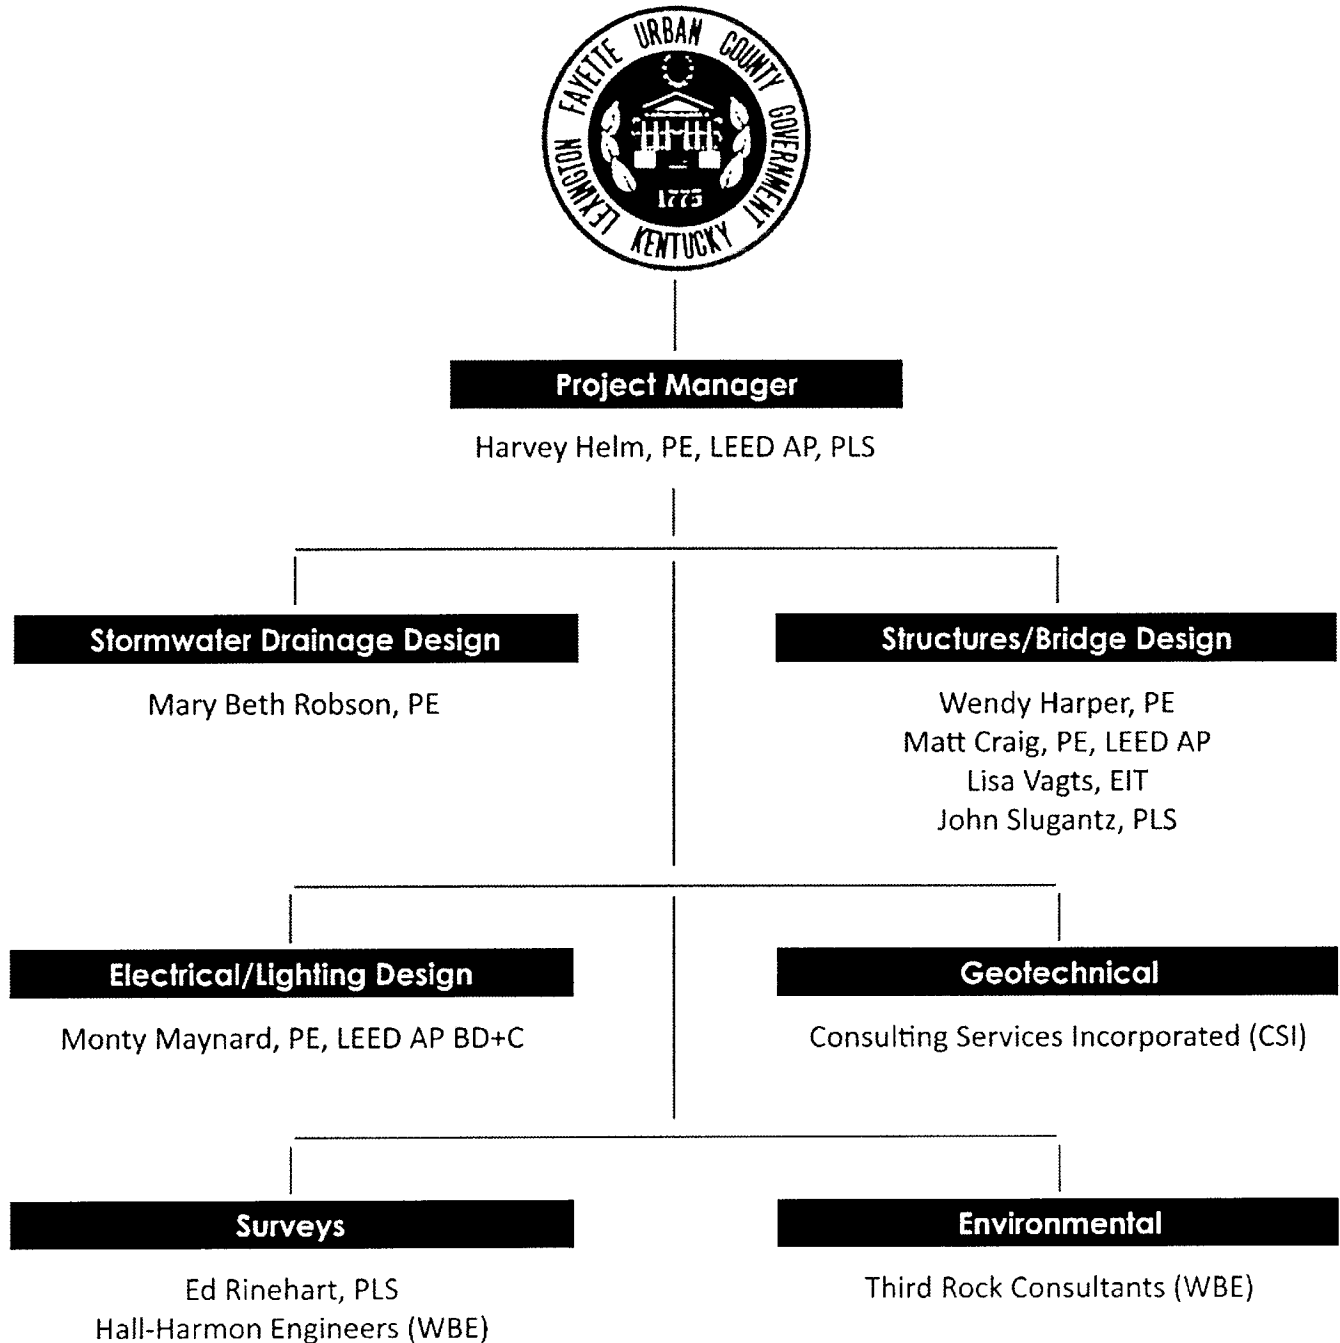 LEXINGTON FAYETTE URBAN COUNTY GOVERNMENT
KENTUCKY
1775
Project Manager
Harvey Helm, PE, LEED AP, PLS
Stormwater Drainage Design
Mary Beth Robson, PE
Structures/Bridge Design
Wendy Harper, PE
Matt Craig, PE, LEED AP
Lisa Vagts, EIT
John Slugantz, PLS
Electrical/Lighting Design
Monty Maynard, PE, LEED AP BD+C
Geotechnical
Consulting Services Incorporated (CSI)
Surveys
Ed Rinehart, PLS
Hall-Harmon Engineers (WBE)
Environmental
Third Rock Consultants (WBE)